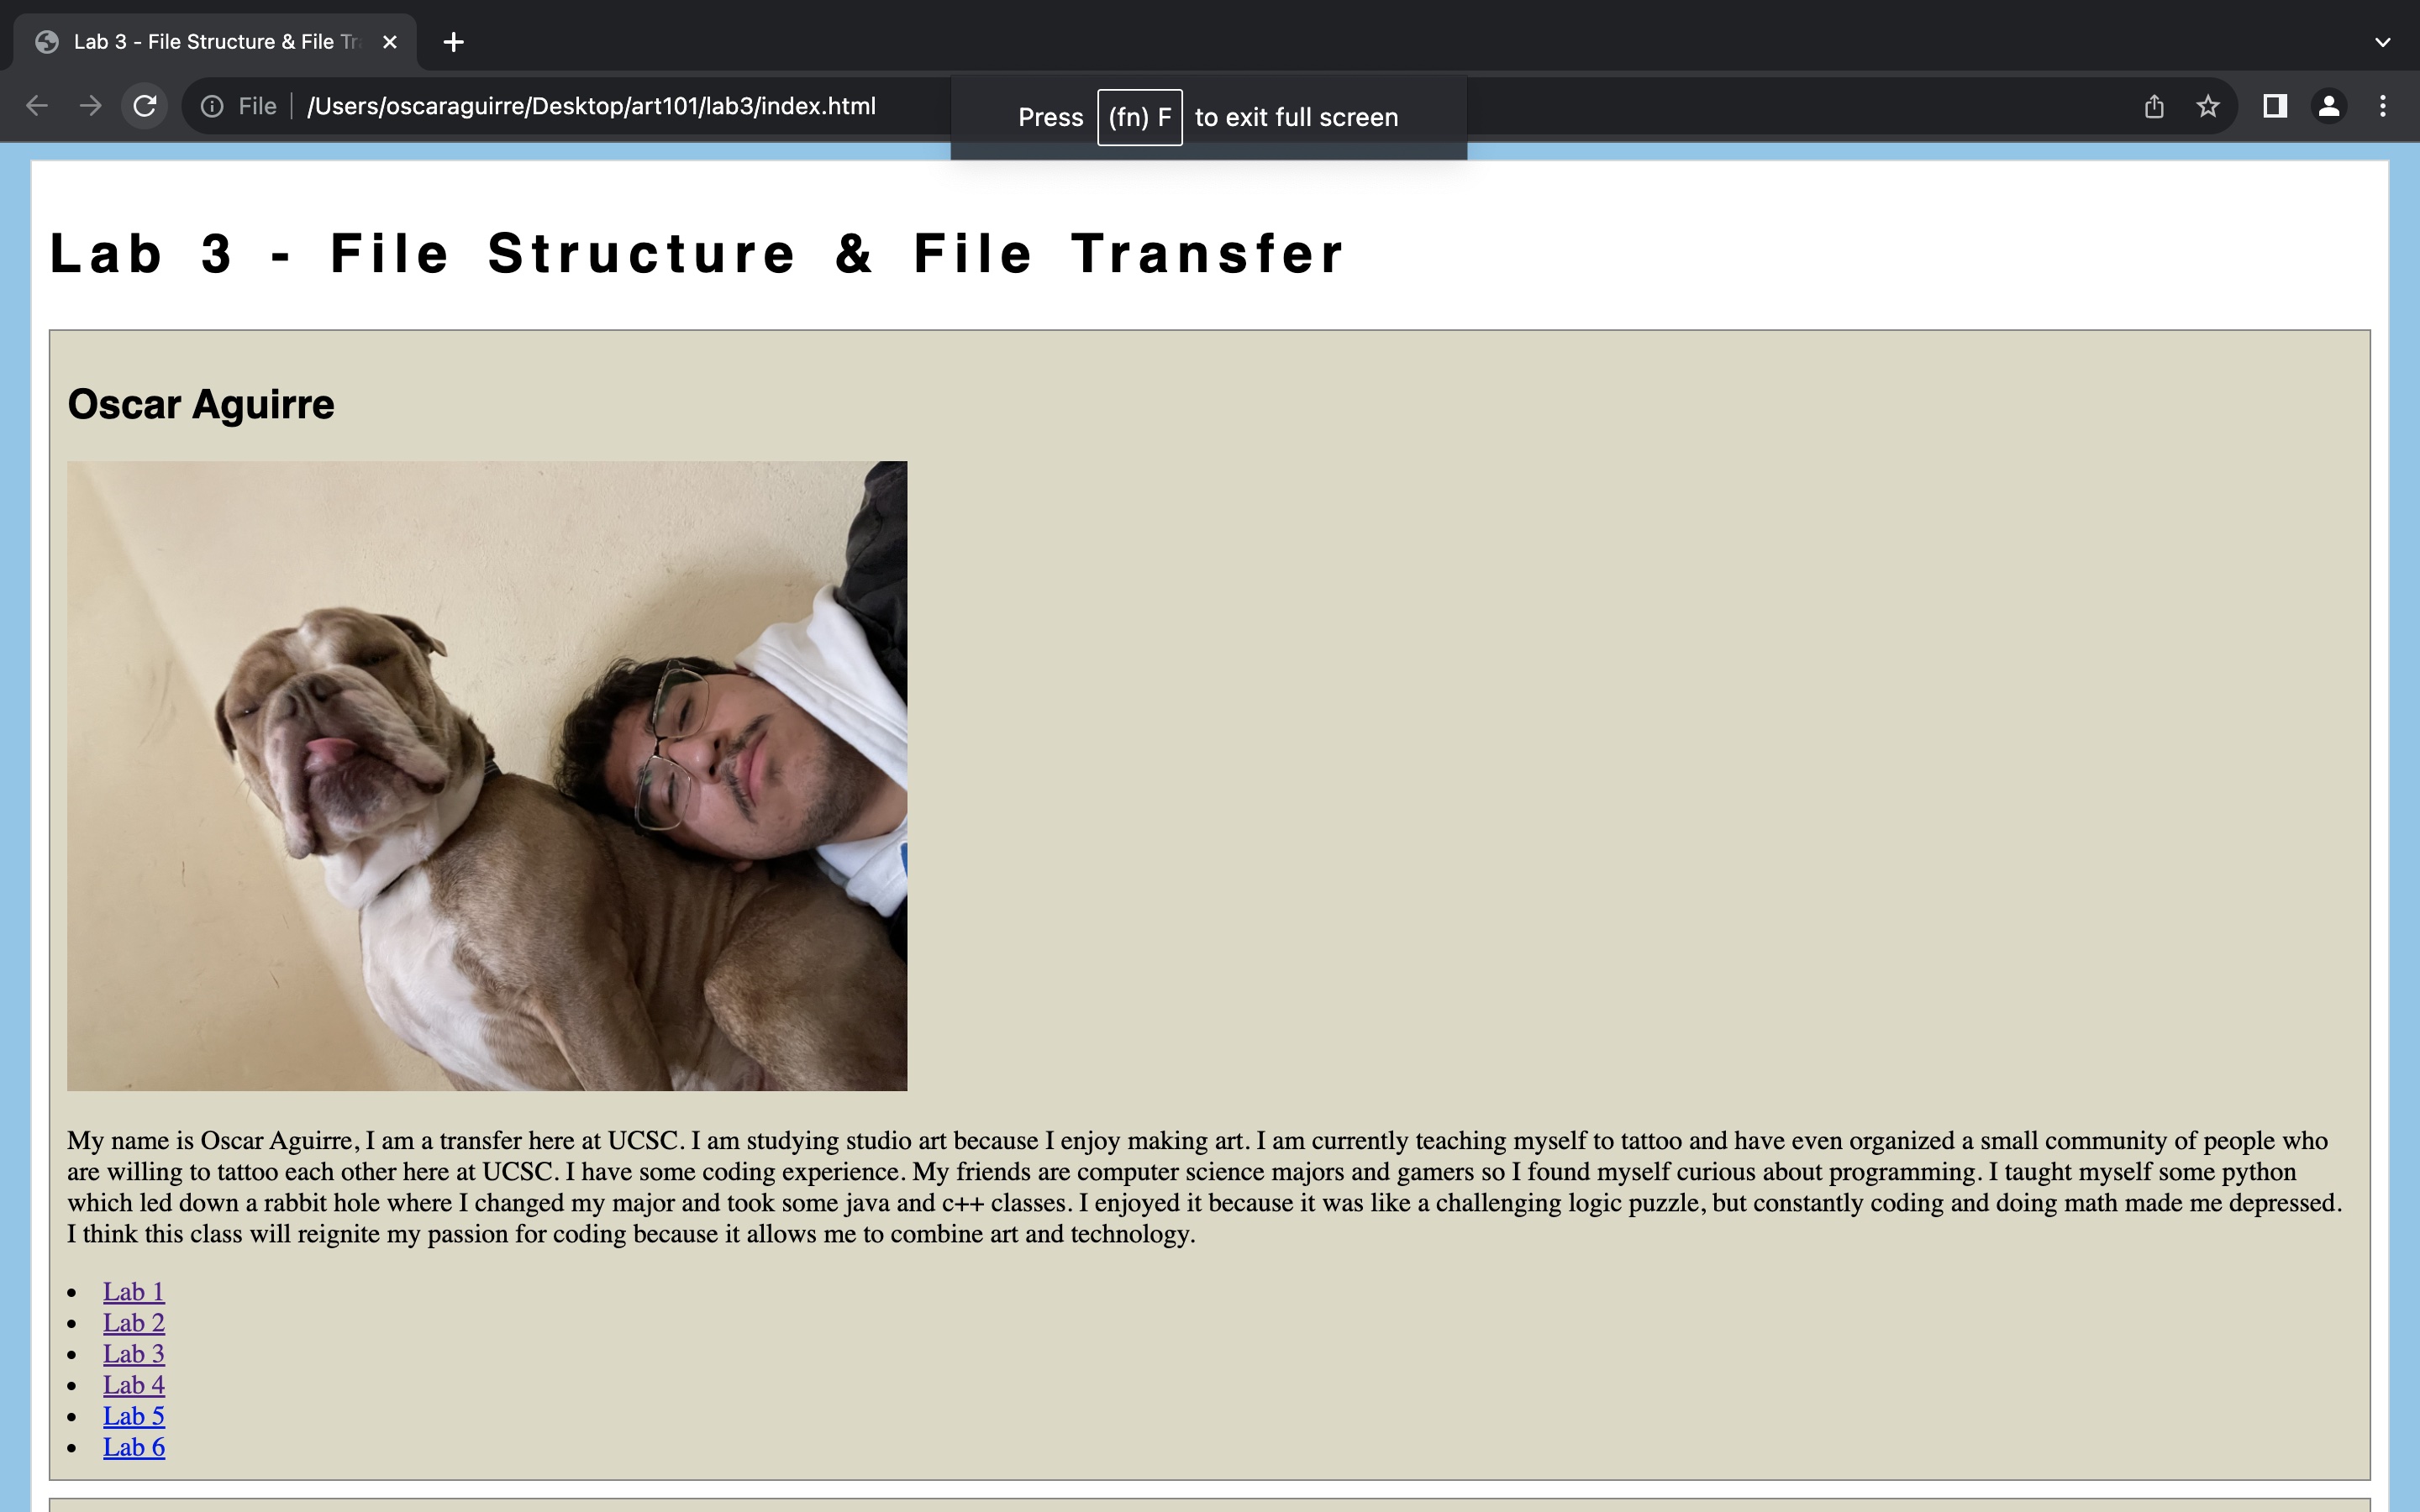 Lab 3 - File Structure & File Tr
File /Users/oscaraguirre/Desktop/art101/lab3/index.html
Press (fn) F to exit full screen
Lab 3 - File Structure & File Transfer
Oscar Aguirre
My name is Oscar Aguirre, I am a transfer here at UCSC. I am studying studio art because I enjoy making art. I am currently teaching myself to tattoo and have even organized a small community of people who
are willing to tattoo each other here at UCSC. I have some coding experience. My friends are computer science majors and gamers so I found myself curious about programming. I taught myself some python
which led down a rabbit hole where I changed my major and took some java and c++ classes. I enjoyed it because it was like a challenging logic puzzle, but constantly coding and doing math made me depressed.
I think this class will reignite my passion for coding because it allows me to combine art and technology.
Lab 1
Lab 2
Lab 3
Lab 4
Lab 5
Lab 6